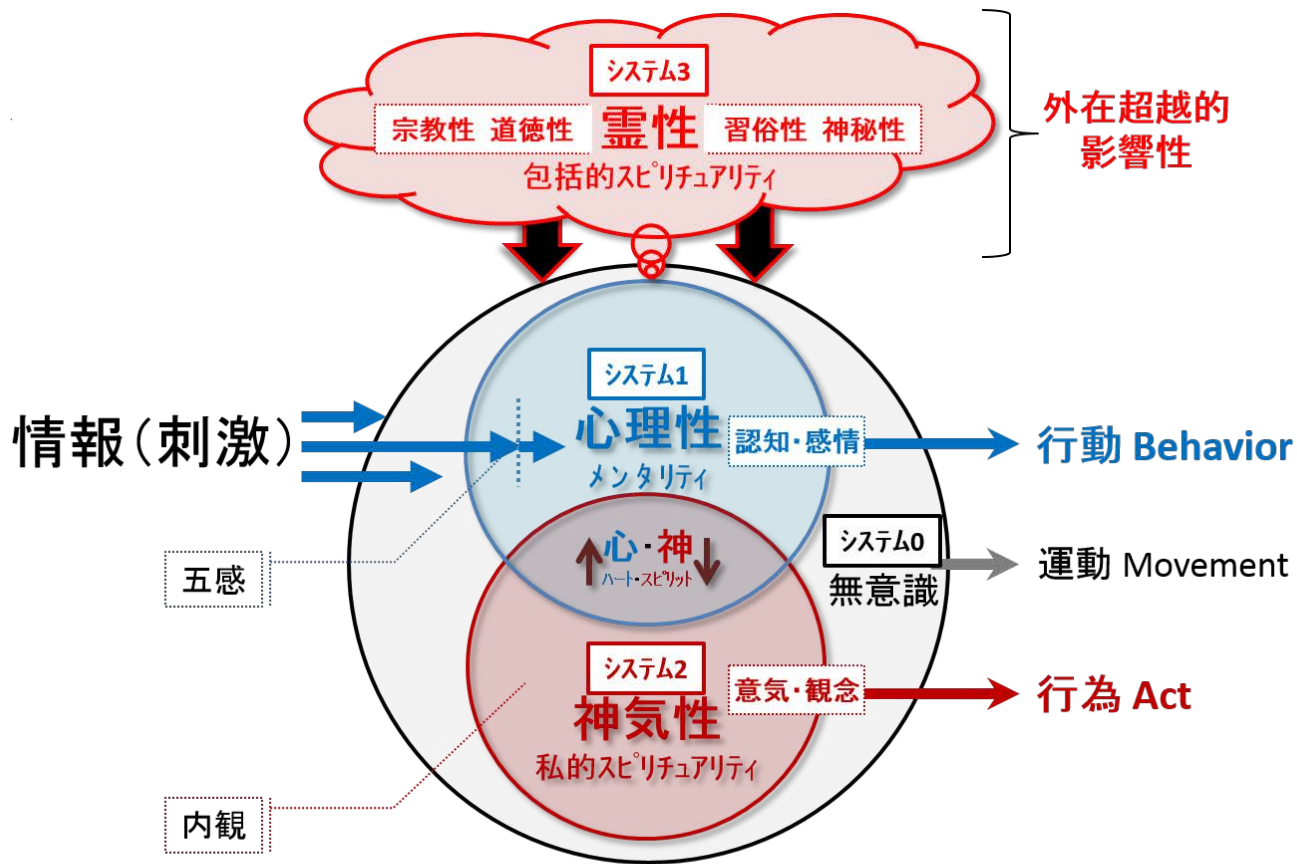 システム3
宗教性 道徳性 霊性 習俗性 神秘性
包括的スピリチュアリティ
外在超越的
影響性
システム1
情報(刺激)
心理性
メンタリティ
認知・感情
行動 Behavior
五感
心・神
ハート・スピリット
システム0
無意識
運動 Movement
システム2
神気性
私的スピリチュアリティ
意気・観念
行為 Act
内観